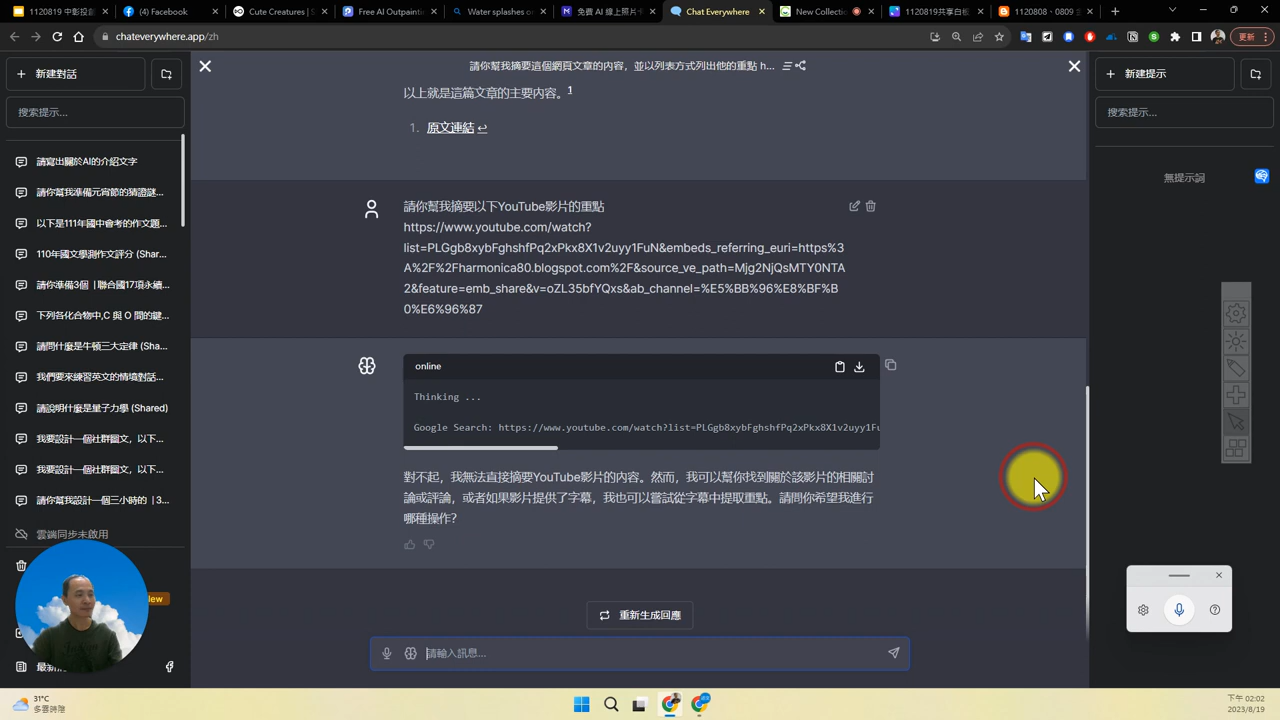 1120819 中彰投苗
(4) Facebook
Cute Creatures | S
Free AI Outpaintin
Water splashes o
免費 AI 線上照片卡
Chat Everywhere
New Collectio
1120819共享白板
1120808、0809 主
chateverywhere.app/zh
更新
新建對話
請你幫我摘要這個網頁文章的內容，並以列表方式列出他的重點 h...
新建提示
搜索提示...
搜索提示...
以上就是這篇文章的主要內容。1
1. 原文連結 ↩
無提示詞
請寫出關於AI的介紹文字
請你幫我準備元宵節的猜謎謎...
以下是111年國中會考的作文題...
110年國文學測作文評分 (Shar...
請你準備3個｜聯合國17項永續...
下列各化合物中,C 與 O 間的鍵...
請問什麼是牛頓三大定律 (Sha...
我們要來練習英文的情境對話...
請說明什麼是量子力學 (Shared)
我要設計一個社群圖文，以下...
我要設計一個社群圖文，以下...
請你幫我設計一個三小時的 | 3...
雲端同步未啟用
請你幫我摘要以下YouTube影片的重點
https://www.youtube.com/watch?
list=PLGgb8xybFghshfPq2xPkx8X1v2uyy1FuN&embeds_referring_euri=https%3
A%2F%2Fharmonica80.blogspot.com%2F&source_ve_path=Mjg2NjQsMTY0NTA
2&feature=emb_share&v=oZL35bfYQxs&ab_channel=%E5%BB%96%E8%BF%B
0%E6%96%87
online
Thinking ...
Google Search: https://www.youtube.com/watch?list=PLGgb8xybFghshfPq2xPkx8X1v2uyy1Fu
對不起，我無法直接摘要YouTube影片的內容。然而，我可以幫你找到關於該影片的相關討
論或評論，或者如果影片提供了字幕，我也可以嘗試從字幕中提取重點。請問你希望我進行
哪種操作？
重新生成回應
請輸入訊息...
最新
31°C
多雲時陰
下午 02:02
2023/8/19